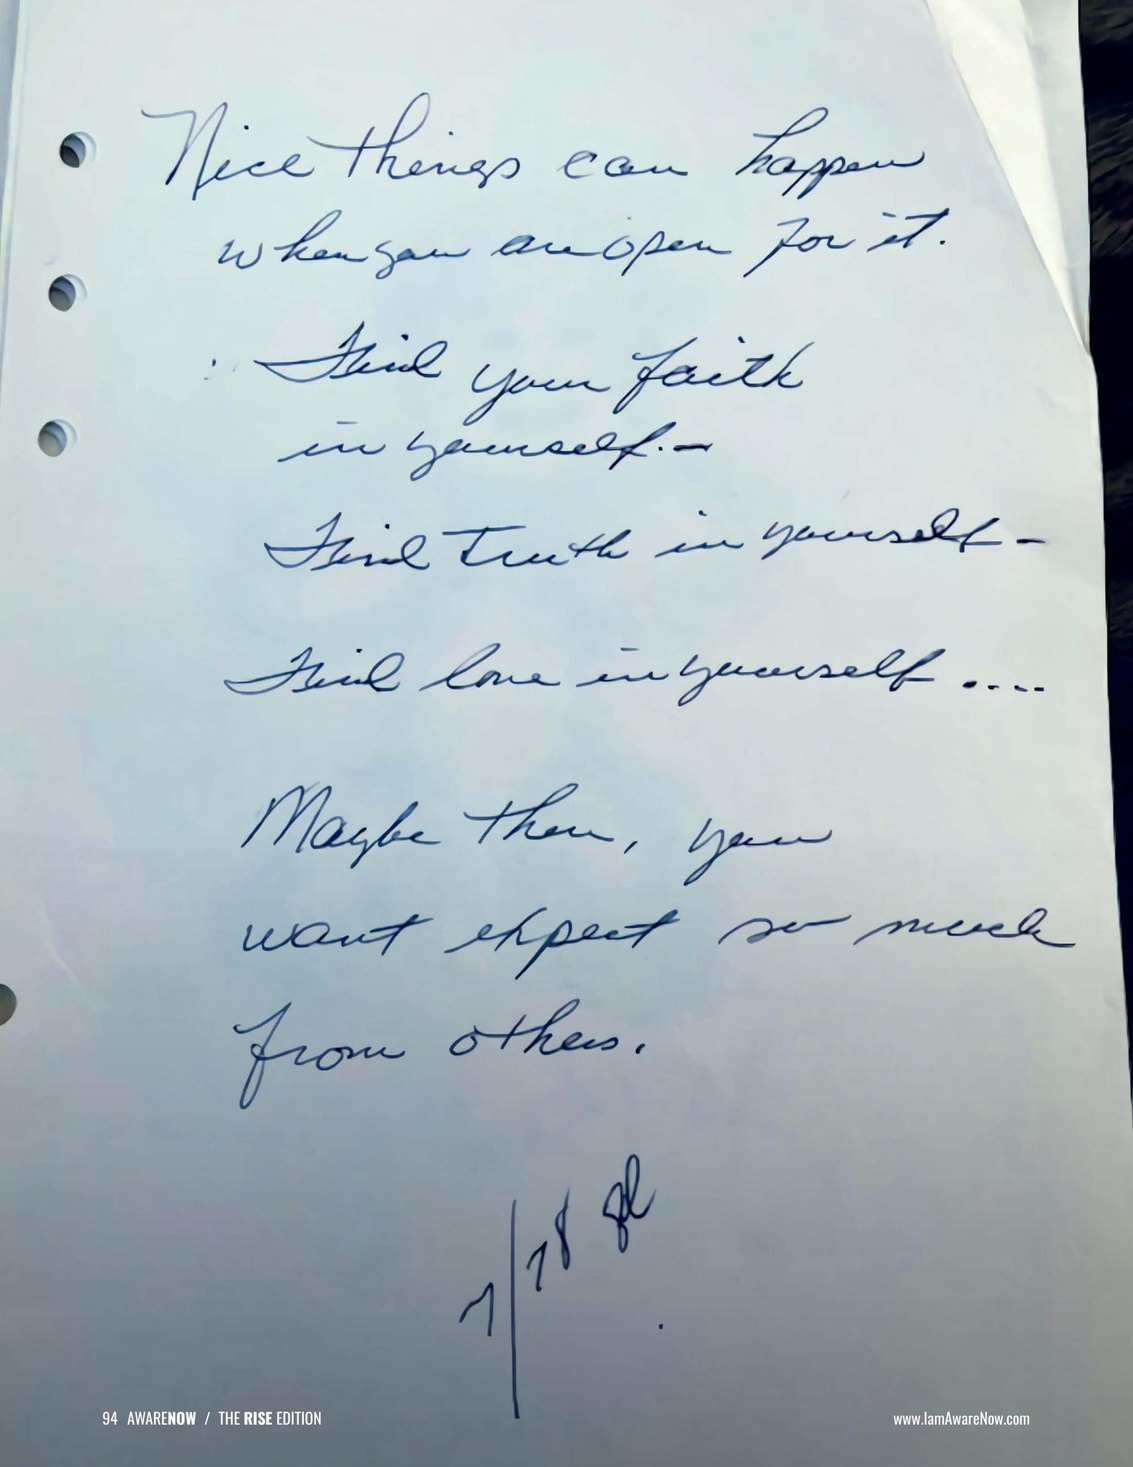 Nice things can happen
when you are open for it.
Find your faith
in yourself. –
Find Truth in yourself –
Find love in yourself ....
Maybe then, you
wont expect so much
from others.
7/78
94 AWARENOW / THE RISE EDITION
www.IamAwareNow.com